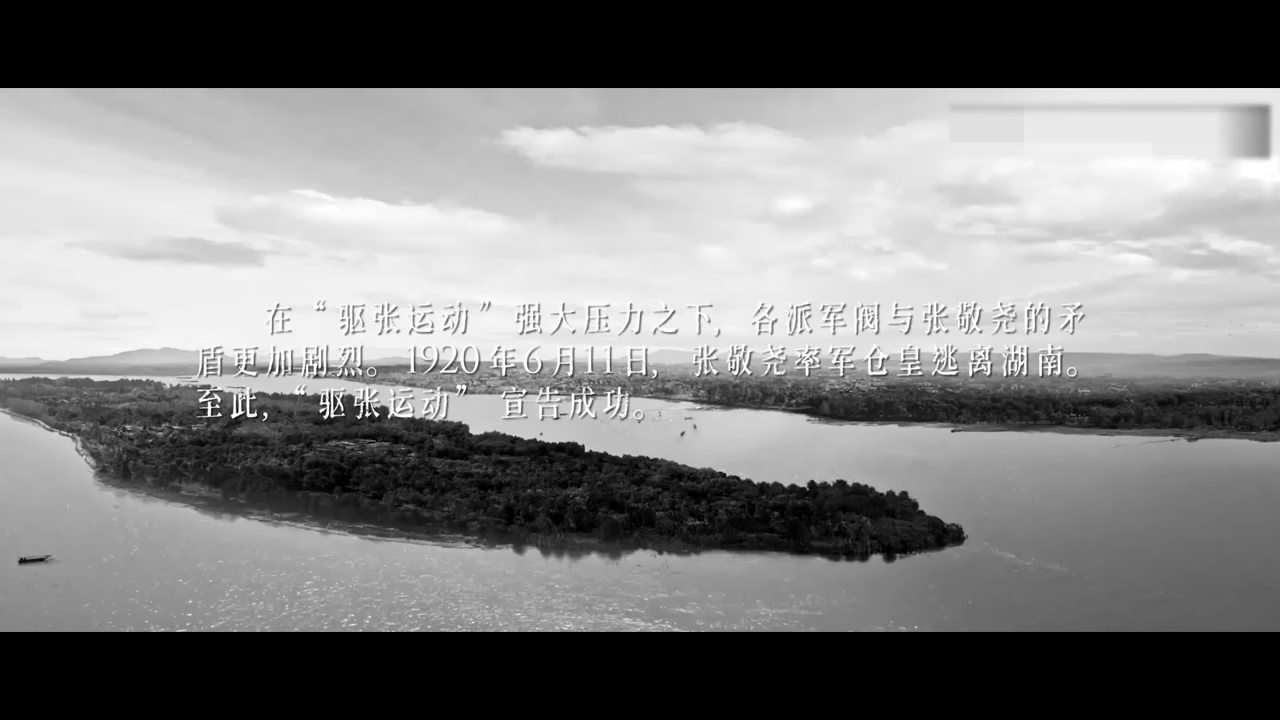 在“驱张运动”强大压力之下，各派军阀与张敬尧的矛
盾更加剧烈。1920年6月11日，张敬尧率军仓皇逃离湖南。
至此，“驱张运动” 宣告成功。